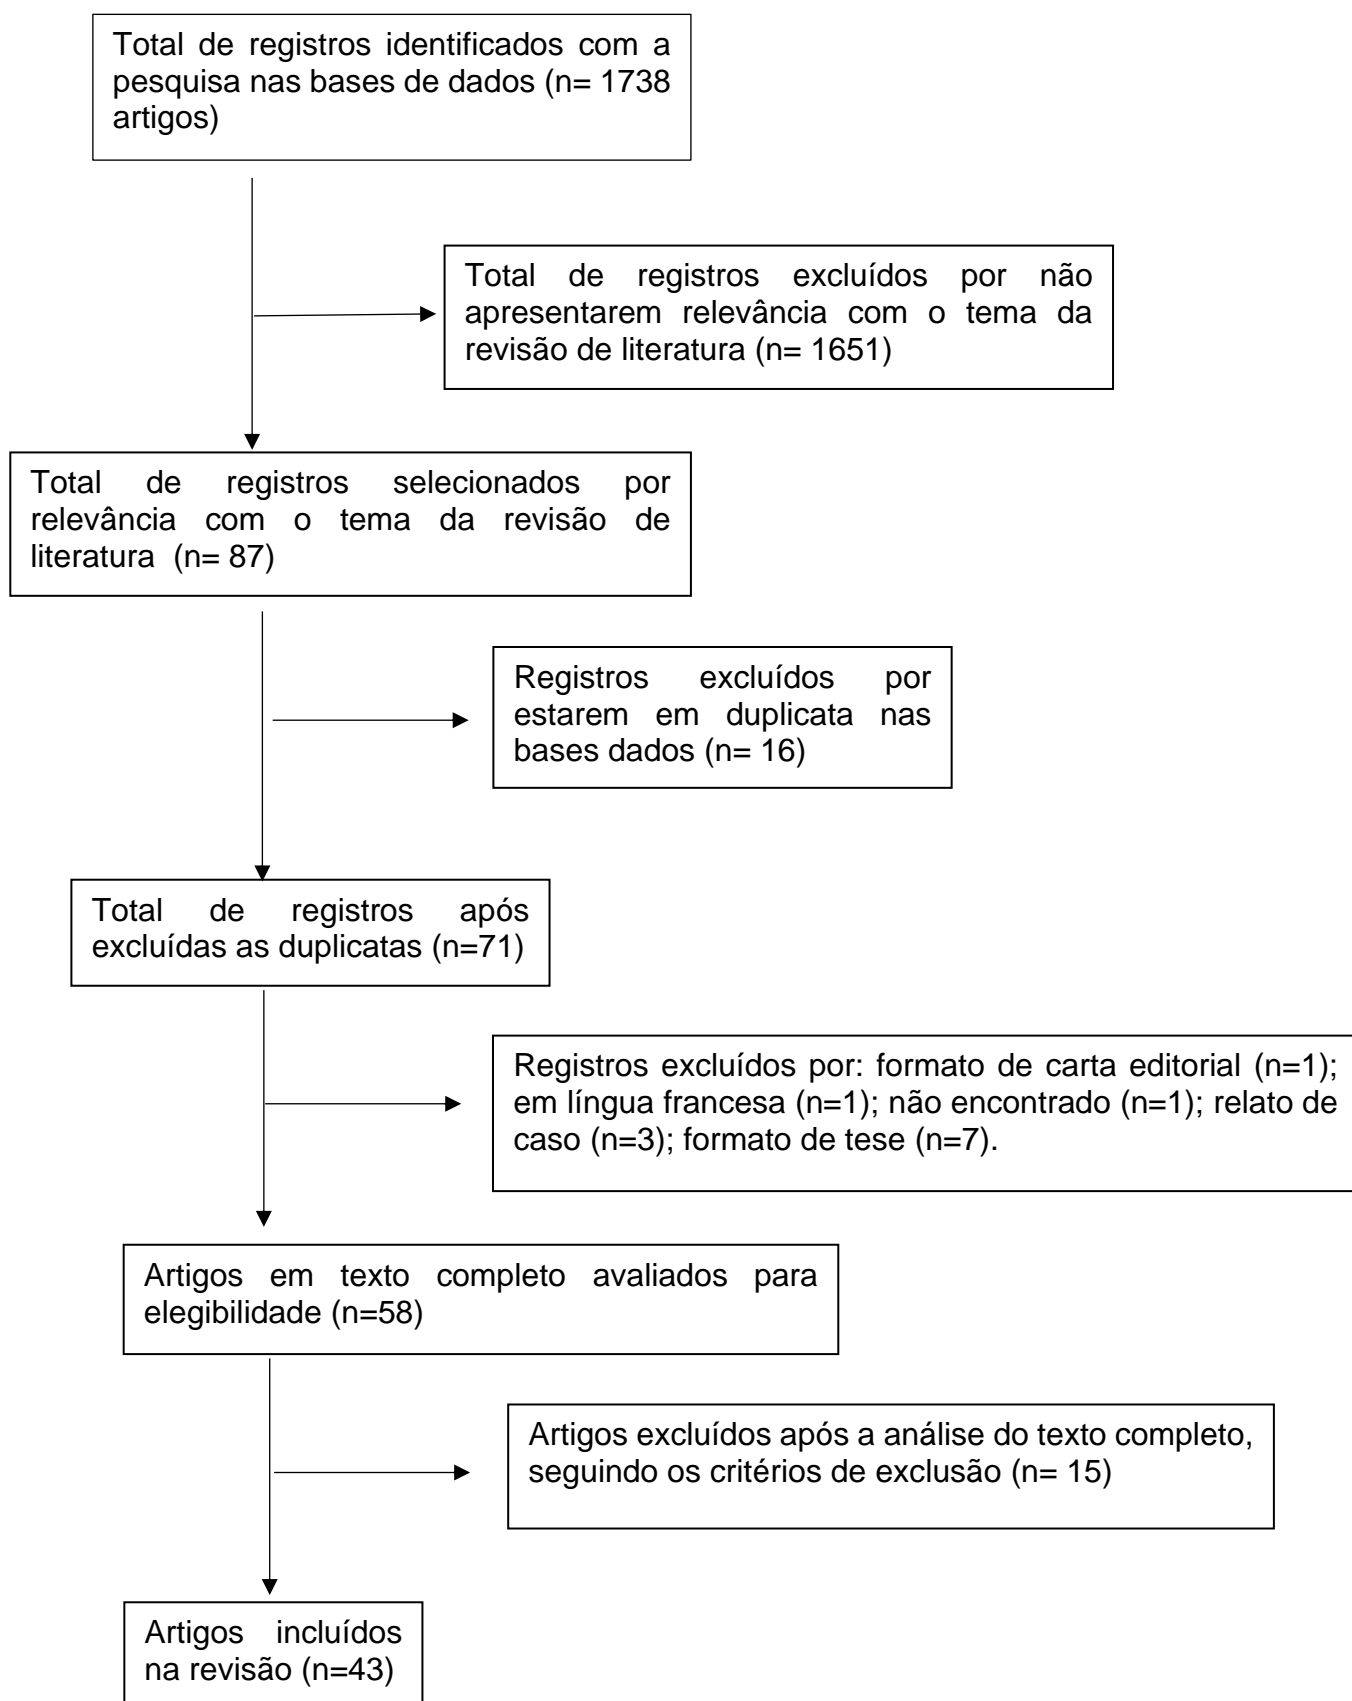 Total de registros identificados com a
pesquisa nas bases de dados (n= 1738
artigos)
Total de registros excluídos por não
apresentarem relevância com o tema da
revisão de literatura (n= 1651)
Total de registros selecionados por
relevância com o tema da revisão de
literatura (n= 87)
Registros excluídos por
estarem em duplicata nas
bases dados (n= 16)
Total de registros após
excluídas as duplicatas (n=71)
Registros excluídos por: formato de carta editorial (n=1);
em língua francesa (n=1); não encontrado (n=1); relato de
caso (n=3); formato de tese (n=7).
Artigos em texto completo avaliados para
elegibilidade (n=58)
Artigos excluídos após a análise do texto completo,
seguindo os critérios de exclusão (n= 15)
Artigos incluídos
na revisão (n=43)